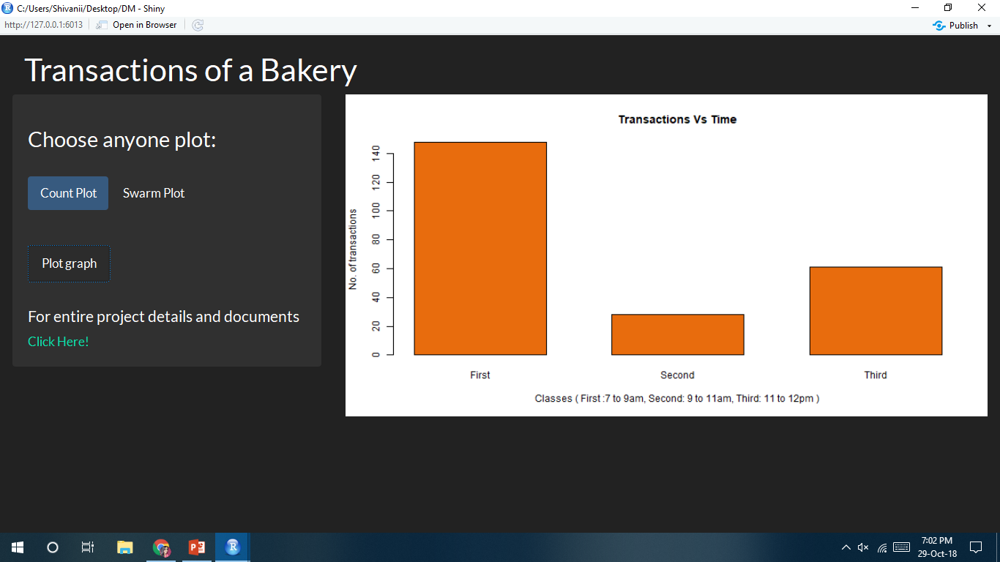 C:/Users/Shivanii/Desktop/DM - Shiny
http://127.0.0.1:6013 Open in Browser Publish
Transactions of a Bakery
Choose anyone plot:
Count Plot Swarm Plot
Plot graph
For entire project details and documents
Click Here!
Transactions Vs Time
No. of transactions
140
120
100
80
60
40
20
0
First Second Third
Classes ( First :7 to 9am, Second: 9 to 11am, Third: 11 to 12pm )
7:02 PM
29-Oct-18